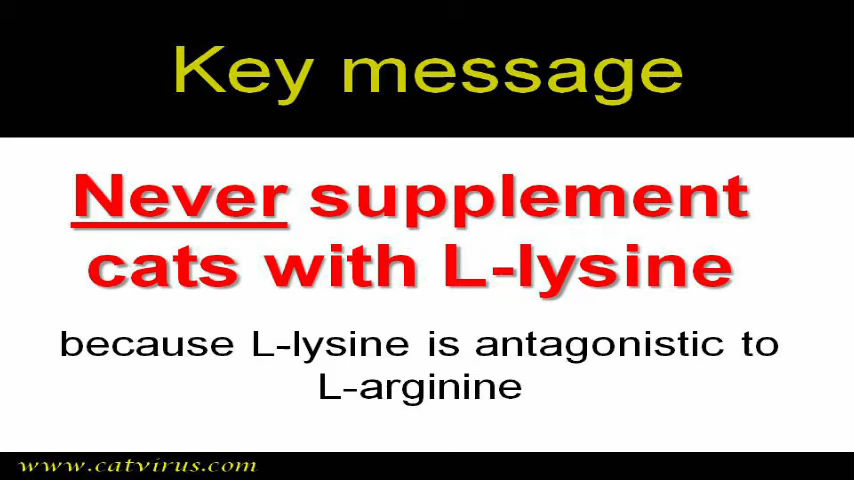 Key message
Never supplement
cats with L-lysine
because L-lysine is antagonistic to
L-arginine
www.catvirus.com